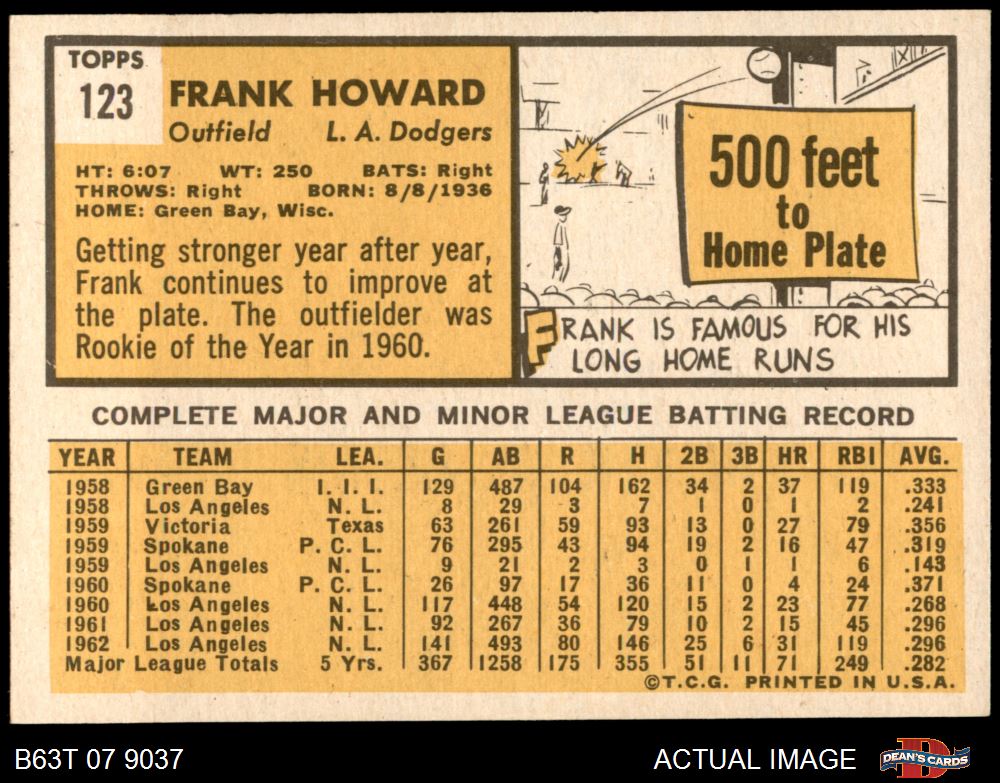 TOPPS
123
FRANK HOWARD
Outfield L. A. Dodgers
HT: 6:07 WT: 250 BATS: Right
THROWS: Right BORN: 8/8/1936
HOME: Green Bay, Wisc.
Getting stronger year after year,
Frank continues to improve at
the plate. The outfielder was
Rookie of the Year in 1960.
500 feet
to
Home Plate
FRANK IS FAMOUS FOR HIS
LONG HOME RUNS
COMPLETE MAJOR AND MINOR LEAGUE BATTING RECORD
YEAR TEAM LEA. G AB R H 2B 3B HR RBI AVG.
1958 Green Bay I. I. I. 129 487 104 162 34 2 37 119 .333
1958 Los Angeles N. L. 8 29 3 7 1 0 1 2 .241
1959 Victoria Texas 63 261 59 93 13 0 27 79 .356
1959 Spokane P. C. L. 76 295 43 94 19 2 16 47 .319
1959 Los Angeles N. L. 9 21 2 3 0 1 1 6 .143
1960 Spokane P. C. L. 26 97 17 36 11 0 4 24 .371
1960 Los Angeles N. L. 117 448 54 120 15 2 23 77 .268
1961 Los Angeles N. L. 92 267 36 79 10 2 15 45 .296
1962 Los Angeles N. L. 141 493 80 146 25 6 31 119 .296
Major League Totals 5 Yrs. 367 1258 175 355 51 11 71 249 .282
©T.C.G. PRINTED IN U.S.A.
B63T 07 9037
ACTUAL IMAGE
DEAN'S CARDS